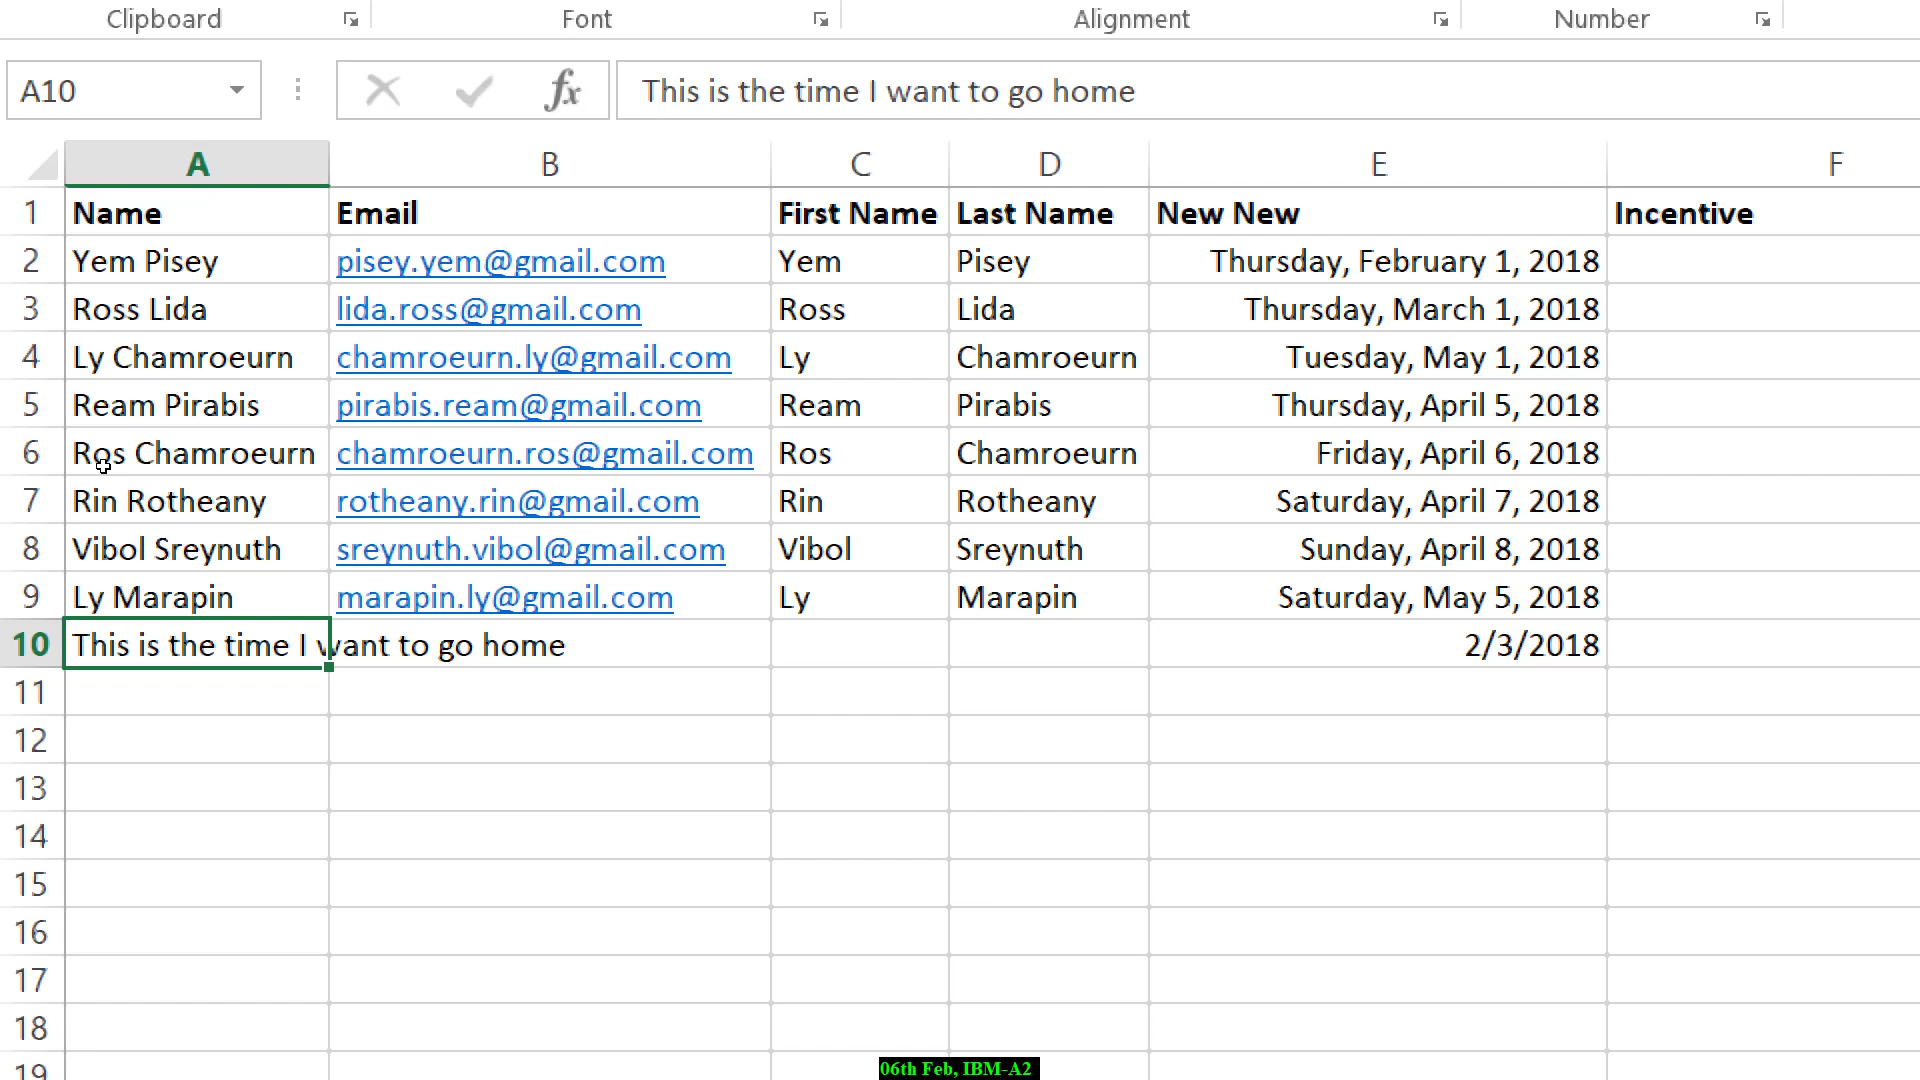 Clipboard Font Alignment Number
A10 fx This is the time I want to go home
A B C D E F
1 Name Email First Name Last Name New New Incentive
2 Yem Pisey pisey.yem@gmail.com Yem Pisey Thursday, February 1, 2018
3 Ross Lida lida.ross@gmail.com Ross Lida Thursday, March 1, 2018
4 Ly Chamroeurn chamroeurn.ly@gmail.com Ly Chamroeurn Tuesday, May 1, 2018
5 Ream Pirabis pirabis.ream@gmail.com Ream Pirabis Thursday, April 5, 2018
6 Ros Chamroeurn chamroeurn.ros@gmail.com Ros Chamroeurn Friday, April 6, 2018
7 Rin Rotheany rotheany.rin@gmail.com Rin Rotheany Saturday, April 7, 2018
8 Vibol Sreynuth sreynuth.vibol@gmail.com Vibol Sreynuth Sunday, April 8, 2018
9 Ly Marapin marapin.ly@gmail.com Ly Marapin Saturday, May 5, 2018
10 This is the time I want to go home 2/3/2018
11
12
13
14
15
16
17
18
19
06th Feb, IBM-A2